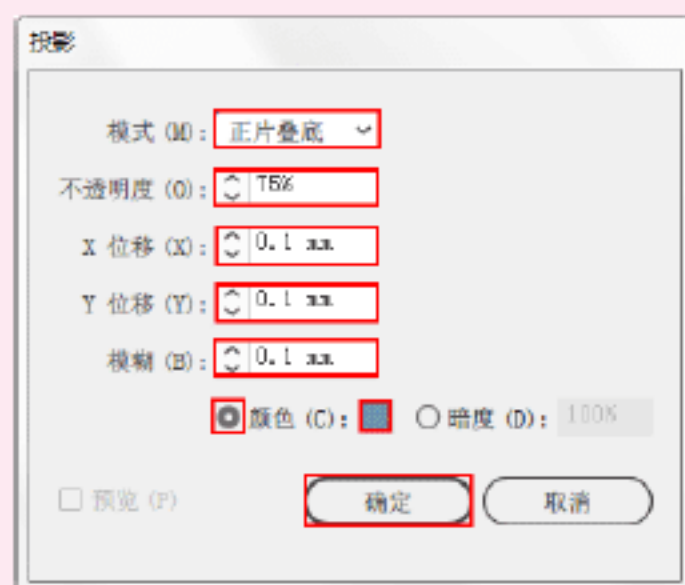 投影
模式 (M): 正片叠底
不透明度 (O): 75%
X 位移 (X): 0.1 mm
Y 位移 (Y): 0.1 mm
模糊 (B): 0.1 mm
颜色 (C): 暗度 (D): 100%
预览 (P) 确定 取消